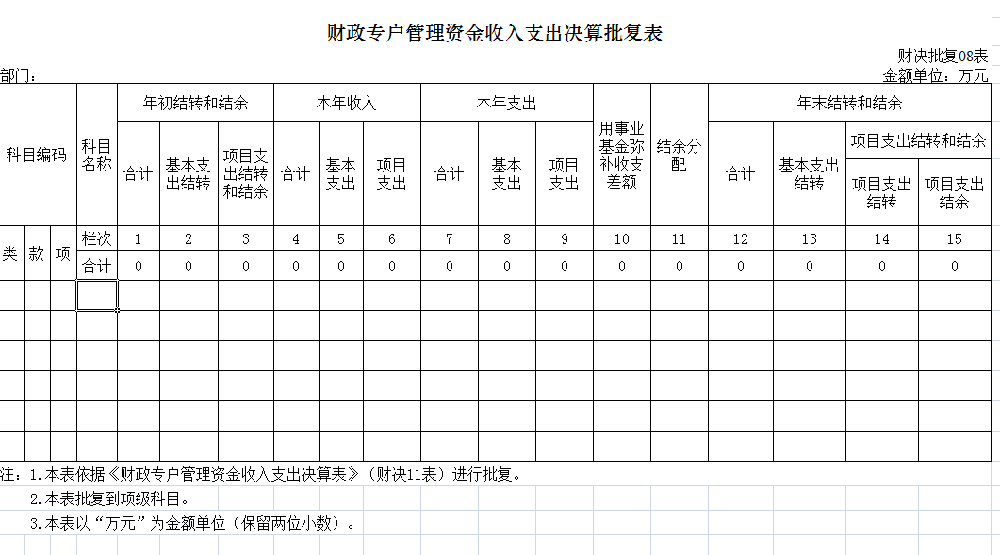 财政专户管理资金收入支出决算批复表
财决批复08表
部门：
金额单位：万元
科目编码
科目
名称
年初结转和结余
本年收入
本年支出
用事业
基金弥
补收支
差额
结余分
配
年末结转和结余
合计
基本支
出结转
项目支
出结转
和结余
合计
基本
支出
项目
支出
合计
基本
支出
项目
支出
合计
基本支出
结转
项目支出结转和结余
项目支出
结转
项目支出
结余
类 款 项
栏次 1 2 3 4 5 6 7 8 9 10 11 12 13 14 15
合计 0 0 0 0 0 0 0 0 0 0 0 0 0 0 0
注：1.本表依据《财政专户管理资金收入支出决算表》（财决11表）进行批复。
2.本表批复到项级科目。
3.本表以“万元”为金额单位（保留两位小数）。